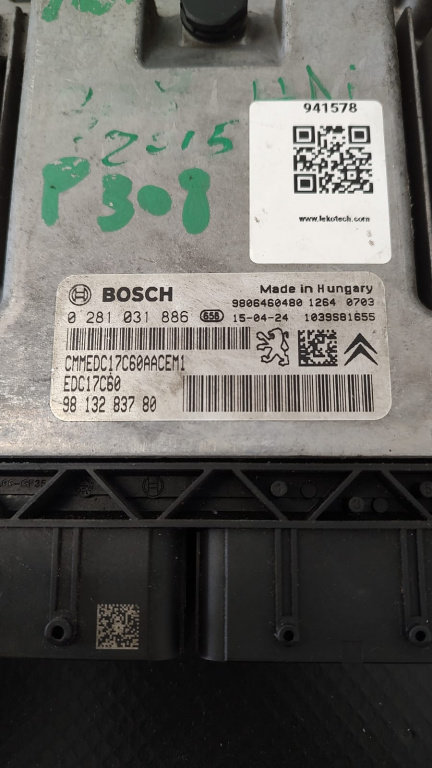 941578
2015
P308
www.lekotech.com
BOSCH
Made in Hungary
9806460480 1264 0703
0 281 031 886 658 15-04-24 1039S81655
CMMEDC17C60AACEM1
EDC17C60
98 132 837 80